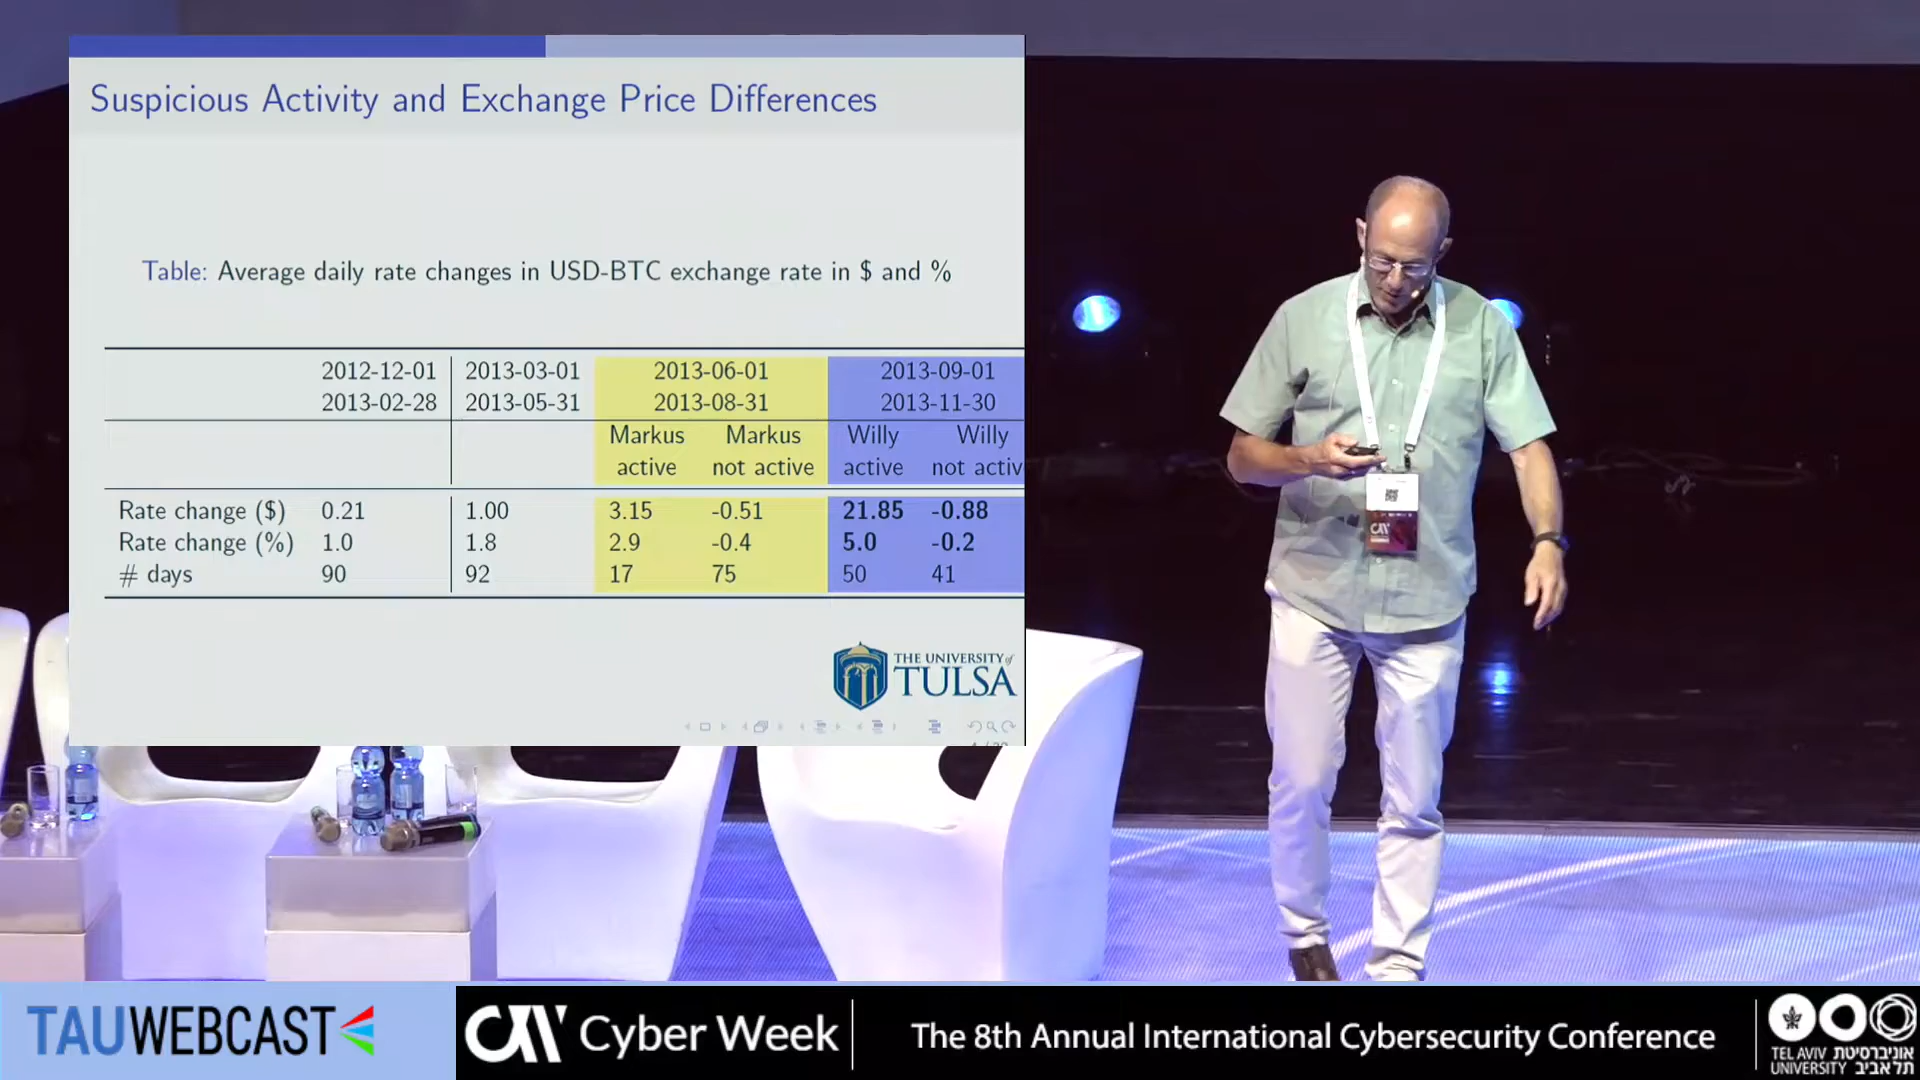 Suspicious Activity and Exchange Price Differences
Table: Average daily rate changes in USD-BTC exchange rate in $ and %
2012-12-01 2013-03-01 2013-06-01 2013-09-01
2013-02-28 2013-05-31 2013-08-31 2013-11-30
Markus Markus Willy Willy
active not active active not activ
Rate change ($) 0.21 1.00 3.15 -0.51 21.85 -0.88
Rate change (%) 1.0 1.8 2.9 -0.4 5.0 -0.2
# days 90 92 17 75 50 41
THE UNIVERSITY of
TULSA
TAUWEBCAST
Cyber Week
The 8th Annual International Cybersecurity Conference
TEL AVIV אוניברסיטת
UNIVERSITY תל אביב